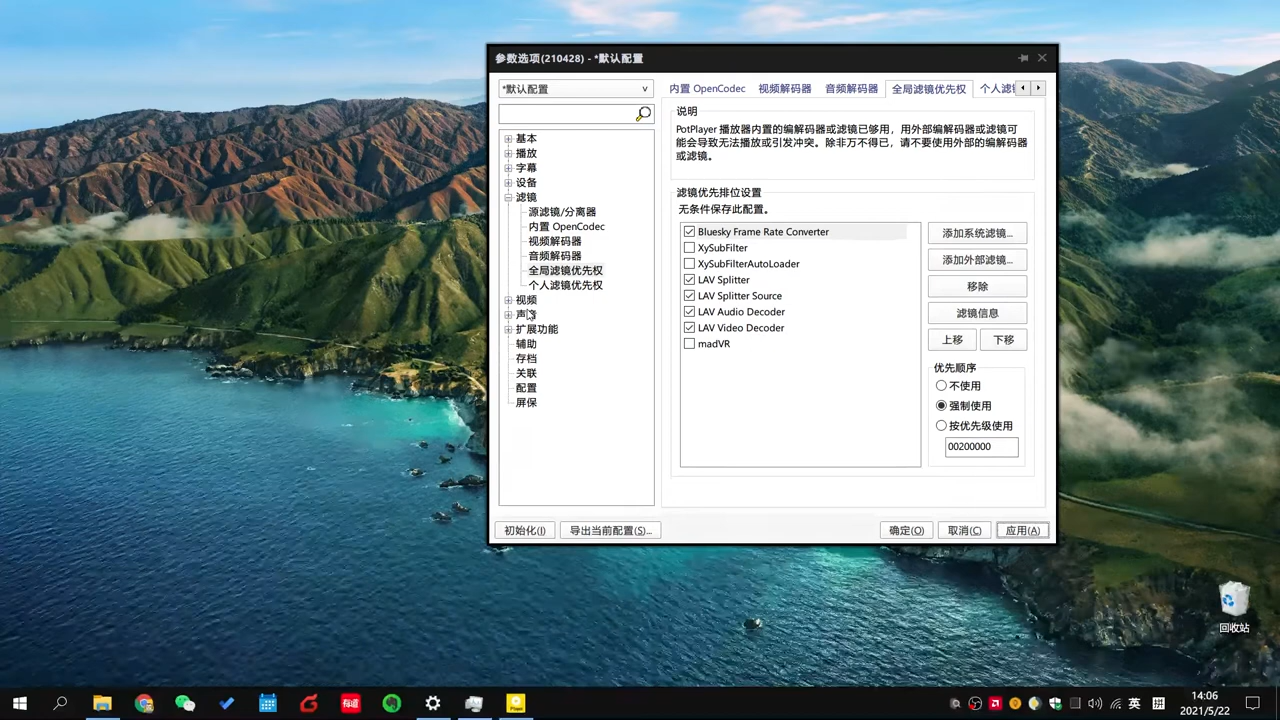 参数选项(210428) - *默认配置
*默认配置
内置 OpenCodec
视频解码器
音频解码器
全局滤镜优先权
个人滤
基本
播放
字幕
设备
滤镜
源滤镜/分离器
内置 OpenCodec
视频解码器
音频解码器
全局滤镜优先权
个人滤镜优先权
视频
扩展功能
辅助
存档
关联
配置
屏保
说明
PotPlayer 播放器内置的编解码器或滤镜已够用，用外部编解码器或滤镜可
能会导致无法播放或引发冲突。除非万不得已，请不要使用外部的编解码器
或滤镜。
滤镜优先排位设置
无条件保存此配置。
Bluesky Frame Rate Converter
XySubFilter
XySubFilterAutoLoader
LAV Splitter
LAV Splitter Source
LAV Audio Decoder
LAV Video Decoder
madVR
添加系统滤镜...
添加外部滤镜...
移除
滤镜信息
上移
下移
优先顺序
不使用
强制使用
按优先级使用
00200000
初始化(I)
导出当前配置(S)...
确定(O)
取消(C)
应用(A)
回收站
有道
英
拼
14:06
2021/5/22